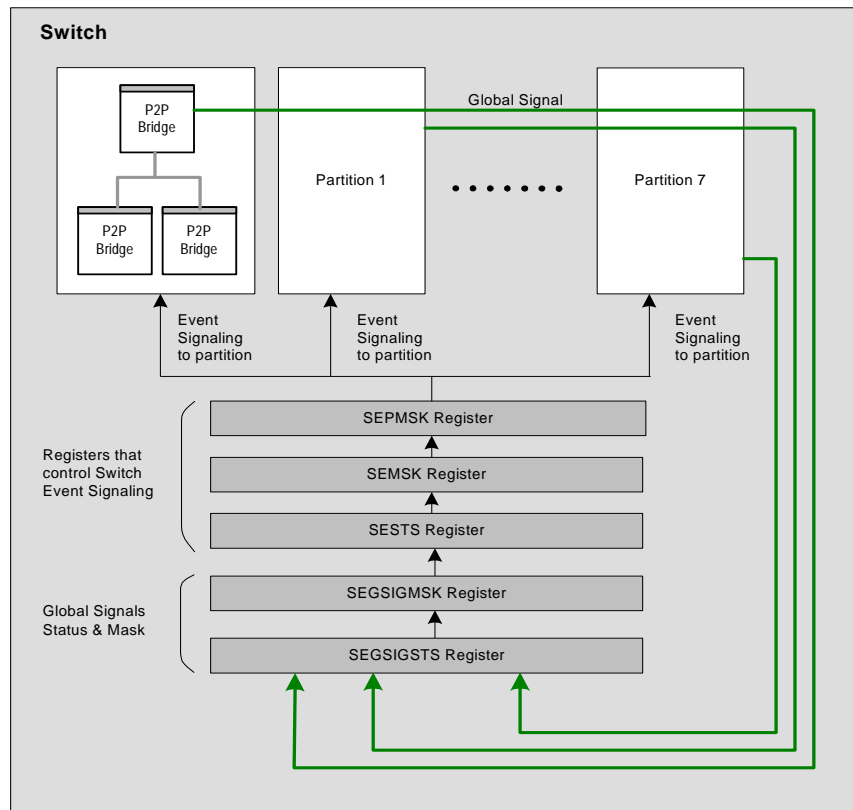 Switch
P2P
Bridge
P2P
Bridge
P2P
Bridge
Global Signal
Partition 1
. . . . . . .
Partition 7
Event
Signaling
to partition
Event
Signaling
to partition
Event
Signaling
to partition
SEPMSK Register
Registers that
control Switch
Event Signaling
SEMSK Register
SESTS Register
Global Signals
Status & Mask
SEGSIGMSK Register
SEGSIGSTS Register